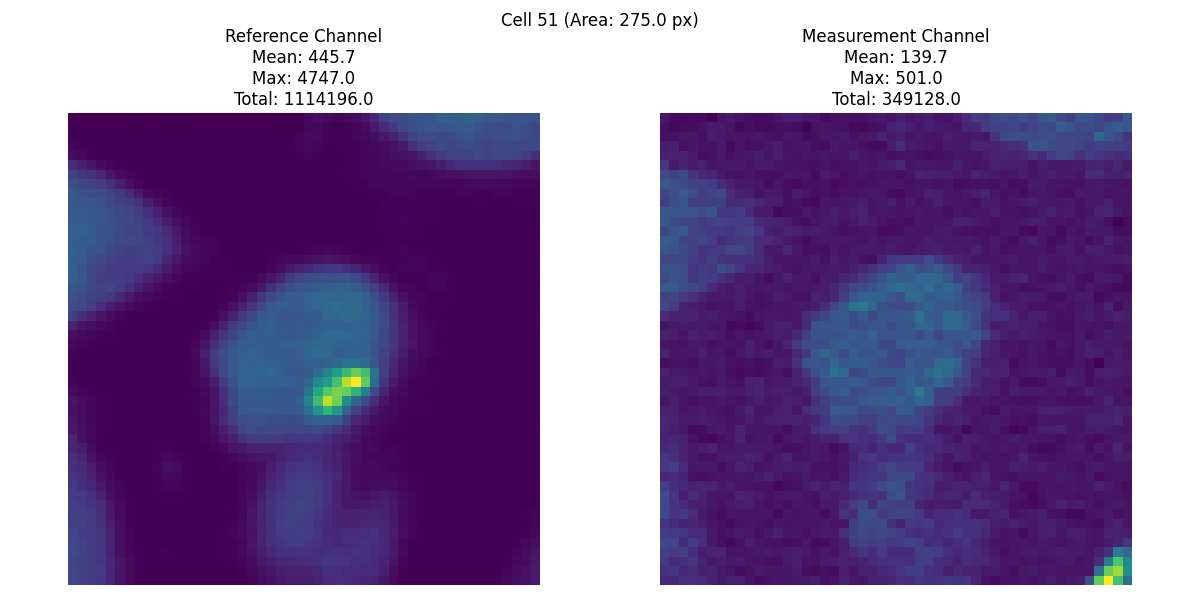 Cell 51 (Area: 275.0 px)
Reference Channel
Mean: 445.7
Max: 4747.0
Total: 1114196.0
Measurement Channel
Mean: 139.7
Max: 501.0
Total: 349128.0